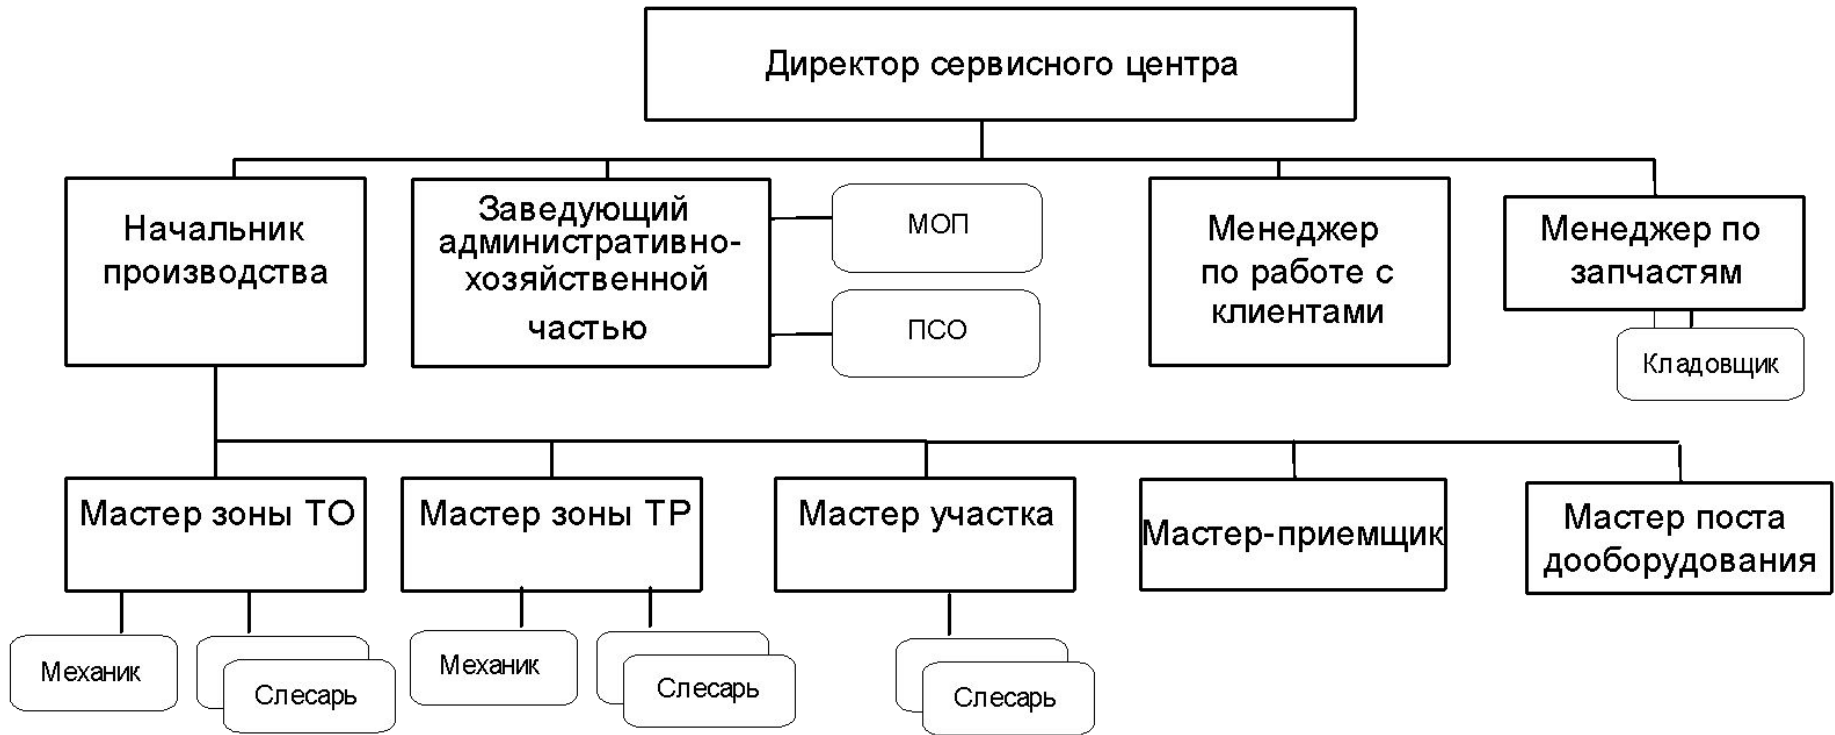 Директор сервисного центра
Начальник
производства
Заведующий
административно-
хозяйственной
частью
МОП
ПСО
Менеджер
по работе с
клиентами
Менеджер по
запчастям
Кладовщик
Мастер зоны ТО
Мастер зоны ТР
Мастер участка
Мастер-приемщик
Мастер поста
дооборудования
Механик
Слесарь
Механик
Слесарь
Слесарь